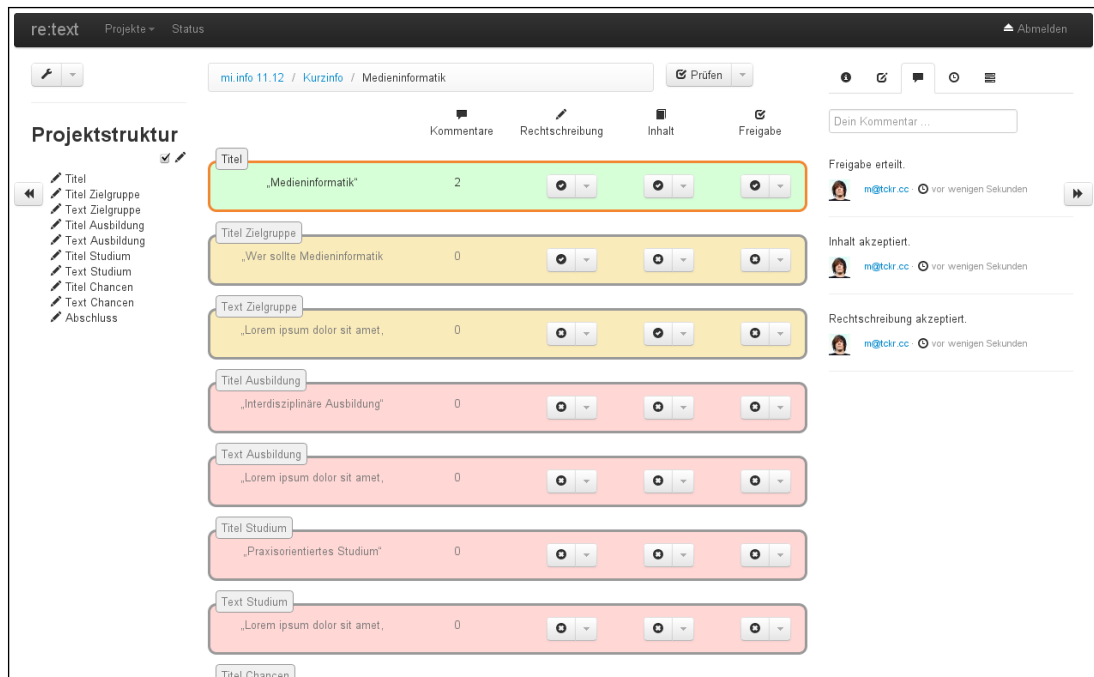 re:text Projekte Status Abmelden
mi.info 11.12 / Kurzinfo / Medieninformatik
Prüfen
Projektstruktur
Titel
Titel Zielgruppe
Text Zielgruppe
Titel Ausbildung
Text Ausbildung
Titel Studium
Text Studium
Titel Chancen
Text Chancen
Abschluss
Kommentare Rechtschreibung Inhalt Freigabe
Titel
„Medieninformatik“ 2
Titel Zielgruppe
„Wer sollte Medieninformatik 0
Text Zielgruppe
„Lorem ipsum dolor sit amet, 0
Titel Ausbildung
„Interdisziplinäre Ausbildung“ 0
Text Ausbildung
„Lorem ipsum dolor sit amet, 0
Titel Studium
„Praxisorientiertes Studium“ 0
Text Studium
„Lorem ipsum dolor sit amet, 0
Titel Chancen
Dein Kommentar ...
Freigabe erteilt.
m@tckr.cc · vor wenigen Sekunden
Inhalt akzeptiert.
m@tckr.cc · vor wenigen Sekunden
Rechtschreibung akzeptiert.
m@tckr.cc · vor wenigen Sekunden